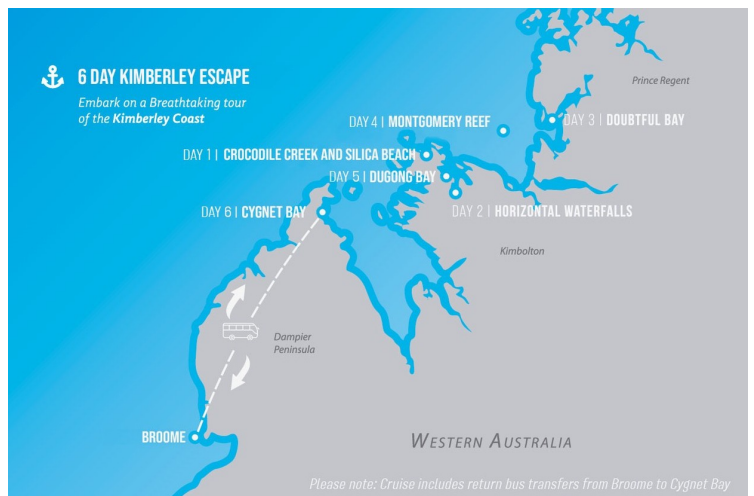 6 DAY KIMBERLEY ESCAPE
Embark on a Breathtaking tour
of the Kimberley Coast
Prince Regent
DAY 4 | MONTGOMERY REEF
DAY 3 | DOUBTFUL BAY
DAY 1 | CROCODILE CREEK AND SILICA BEACH
DAY 5 | DUGONG BAY
DAY 6 | CYGNET BAY
DAY 2 | HORIZONTAL WATERFALLS
Kimbolton
Dampier
Peninsula
BROOME
WESTERN AUSTRALIA
Please note: Cruise includes return bus transfers from Broome to Cygnet Bay